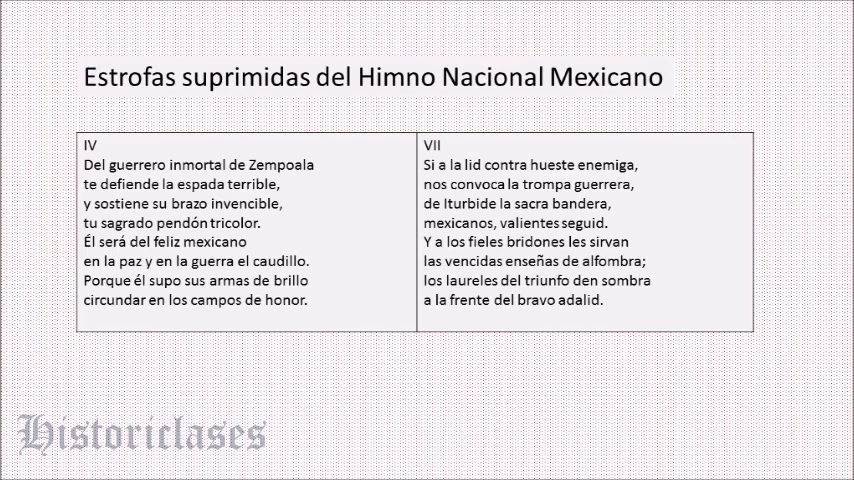 Estrofas suprimidas del Himno Nacional Mexicano
IV
Del guerrero inmortal de Zempoala
te defiende la espada terrible,
y sostiene su brazo invencible,
tu sagrado pendón tricolor.
Él será del feliz mexicano
en la paz y en la guerra el caudillo.
Porque él supo sus armas de brillo
circundar en los campos de honor.
VII
Si a la lid contra hueste enemiga,
nos convoca la trompa guerrera,
de Iturbide la sacra bandera,
mexicanos, valientes seguid.
Y a los fieles bridones les sirvan
las vencidas enseñas de alfombra;
los laureles del triunfo den sombra
a la frente del bravo adalid.
Historiclases